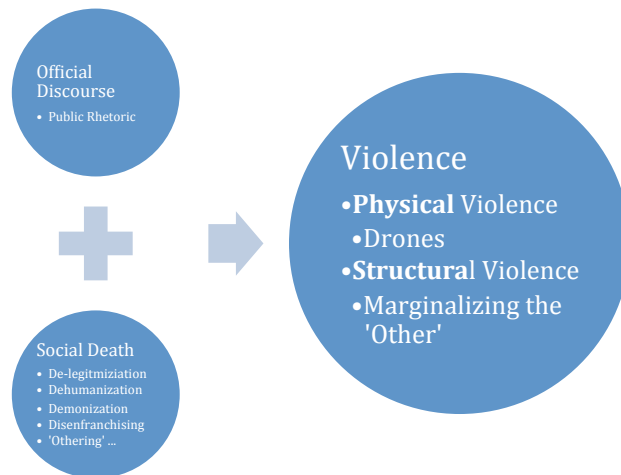 Official
Discourse
• Public Rhetoric
Social Death
• De-legitmiziation
• Dehumanization
• Demonization
• Disenfranchising
• 'Othering' ...
Violence
•Physical Violence
•Drones
•Structural Violence
•Marginalizing the
'Other'